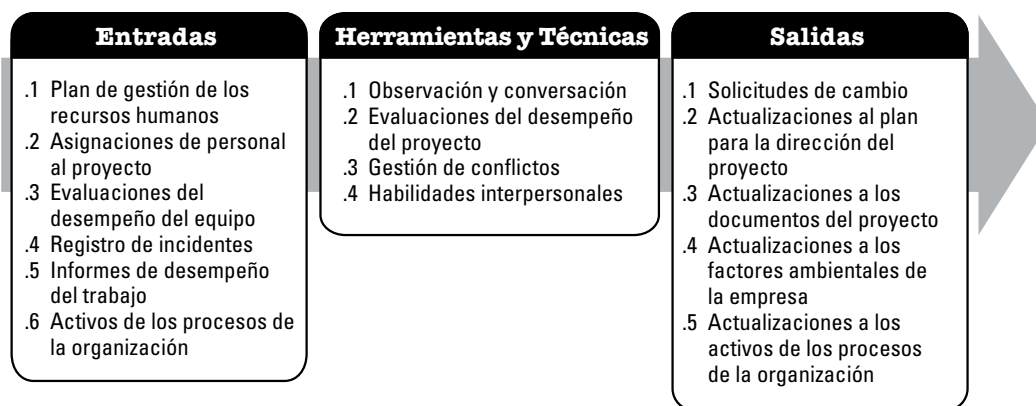 Entradas
.1 Plan de gestión de los
recursos humanos
.2 Asignaciones de personal
al proyecto
.3 Evaluaciones del
desempeño del equipo
.4 Registro de incidentes
.5 Informes de desempeño
del trabajo
.6 Activos de los procesos de
la organización
Herramientas y Técnicas
.1 Observación y conversación
.2 Evaluaciones del desempeño
del proyecto
.3 Gestión de conflictos
.4 Habilidades interpersonales
Salidas
.1 Solicitudes de cambio
.2 Actualizaciones al plan
para la dirección del
proyecto
.3 Actualizaciones a los
documentos del proyecto
.4 Actualizaciones a los
factores ambientales de
la empresa
.5 Actualizaciones a los
activos de los procesos
de la organización